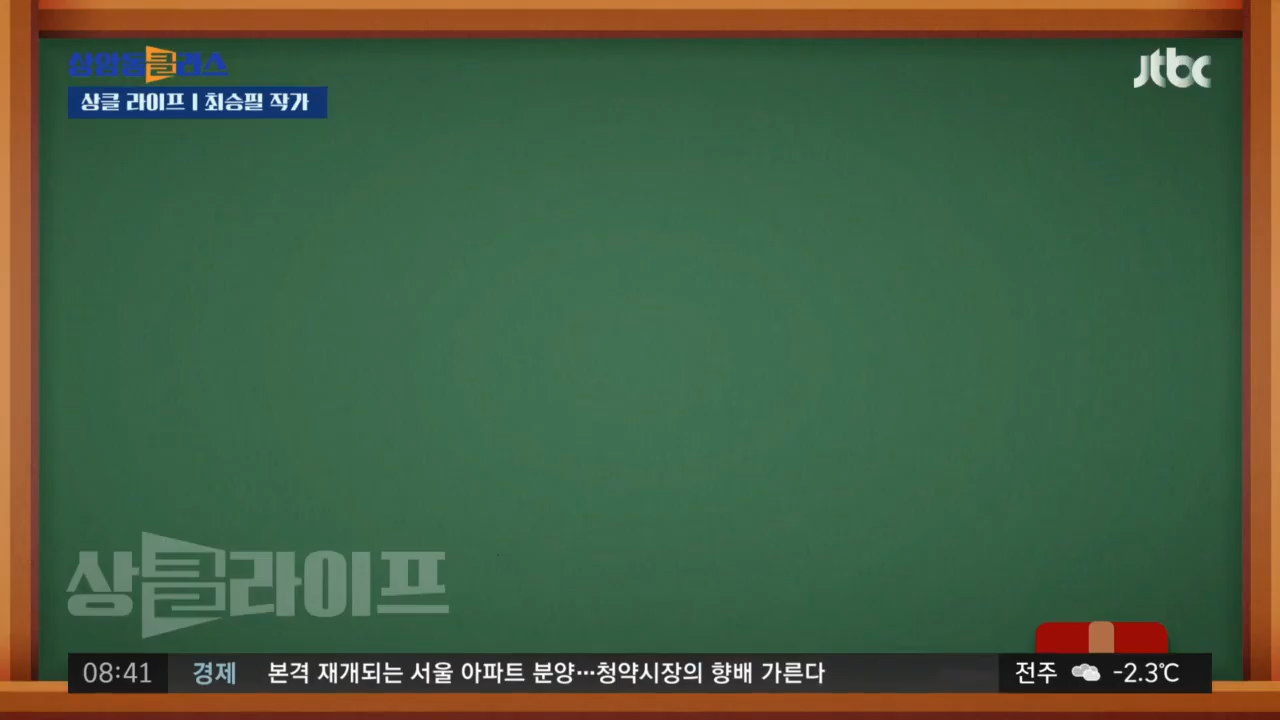 상암동클라스
jtbc
상클 라이프 | 최승필 작가
상클라이프
08:41 경제 본격 재개되는 서울 아파트 분양…청약시장의 향배 가른다 전주 -2.3℃